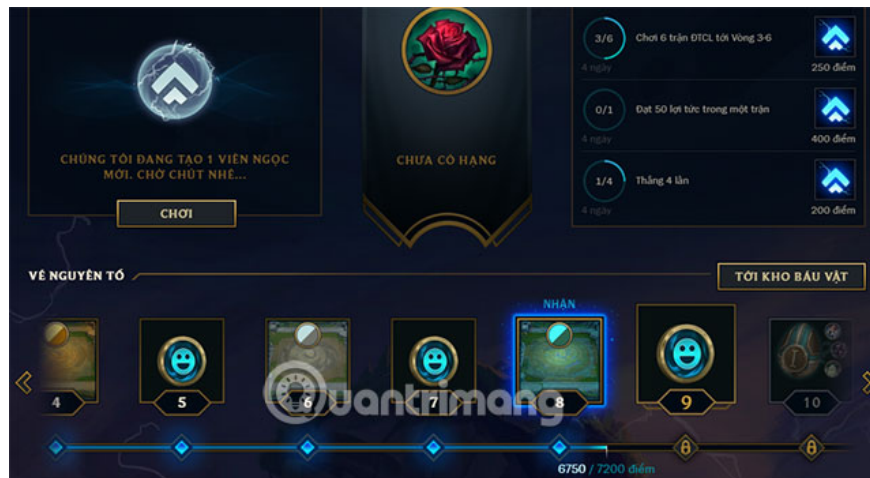 3/6
Chơi 6 trận ĐTCL tới Vòng 3-6
4 ngày
250 điểm
0/1
Đạt 50 lợi tức trong một trận
4 ngày
400 điểm
1/4
Thắng 4 lần
4 ngày
200 điểm
CHÚNG TÔI ĐANG TẠO 1 VIÊN NGỌC
MỚI. CHỜ CHÚT NHÉ...
CHƠI
CHƯA CÓ HẠNG
VÉ NGUYÊN TỐ
TỚI KHO BÁU VẬT
NHẬN
4
5
6
7
8
9
I
10
Quantrimang
6750 / 7200 điểm